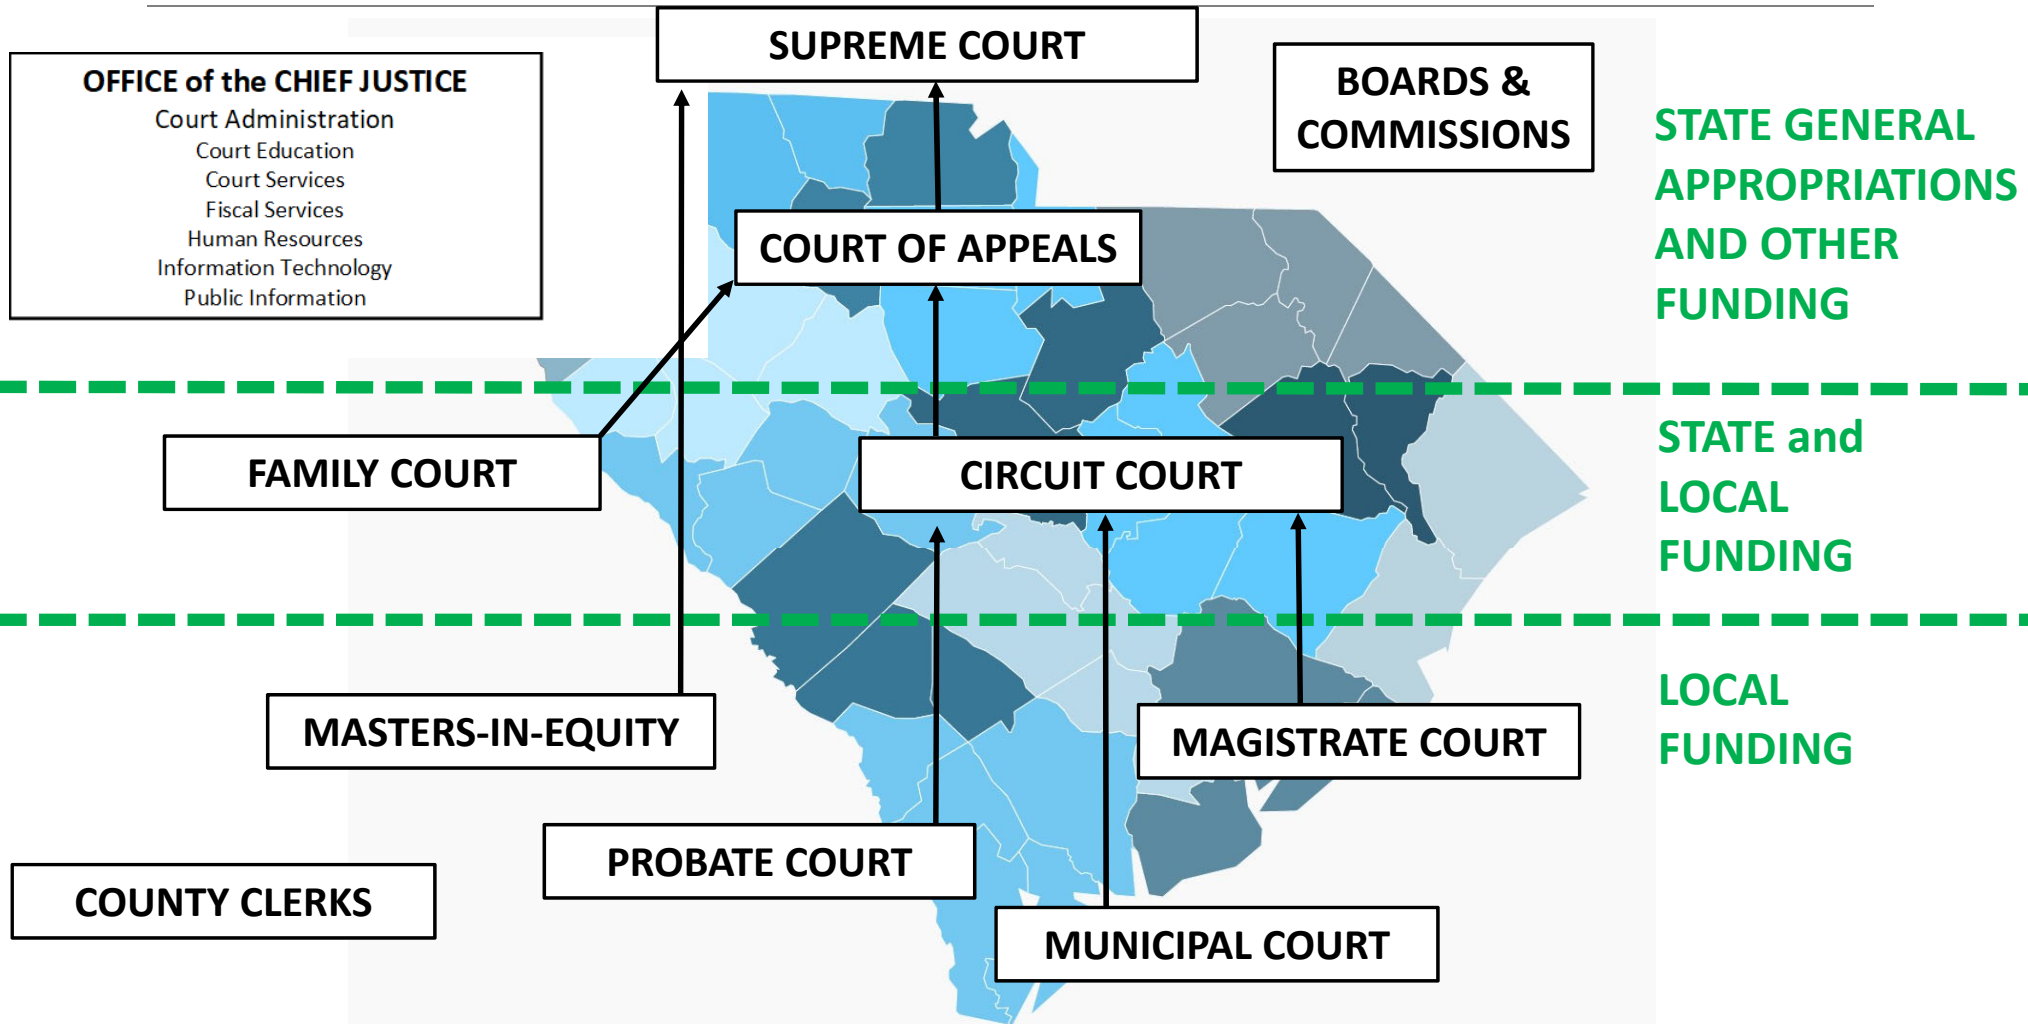 SUPREME COURT
OFFICE of the CHIEF JUSTICE
Court Administration
Court Education
Court Services
Fiscal Services
Human Resources
Information Technology
Public Information
BOARDS &
COMMISSIONS
STATE GENERAL
APPROPRIATIONS
AND OTHER
FUNDING
COURT OF APPEALS
FAMILY COURT
CIRCUIT COURT
STATE and
LOCAL
FUNDING
MASTERS-IN-EQUITY
MAGISTRATE COURT
LOCAL
FUNDING
PROBATE COURT
COUNTY CLERKS
MUNICIPAL COURT